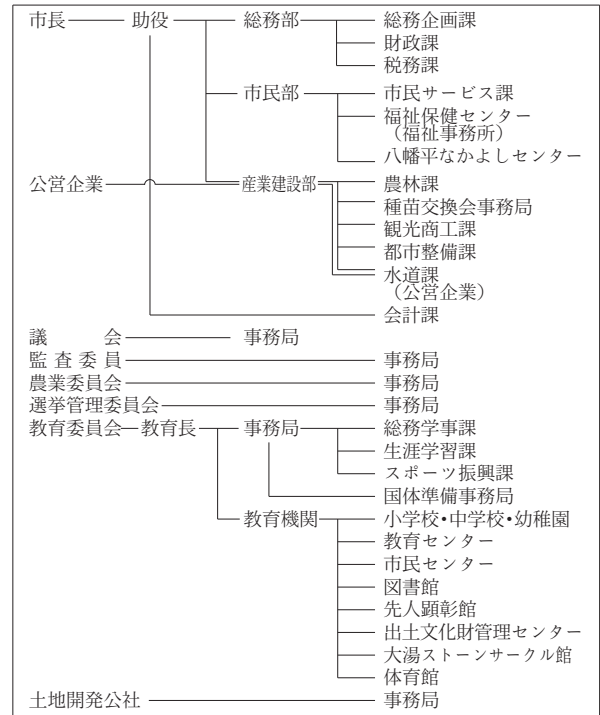 市長 助役 総務部 総務企画課
財政課
税務課
市民部 市民サービス課
福祉保健センター
（福祉事務所）
八幡平なかよしセンター
公営企業 産業建設部 農林課
種苗交換会事務局
観光商工課
都市整備課
水道課
（公営企業）
会計課
議会 事務局
監査委員 事務局
農業委員会 事務局
選挙管理委員会 事務局
教育委員会 教育長 事務局 総務学事課
生涯学習課
スポーツ振興課
国体準備事務局
教育機関 小学校・中学校・幼稚園
教育センター
市民センター
図書館
先人顕彰館
出土文化財管理センター
大湯ストーンサークル館
体育館
土地開発公社 事務局